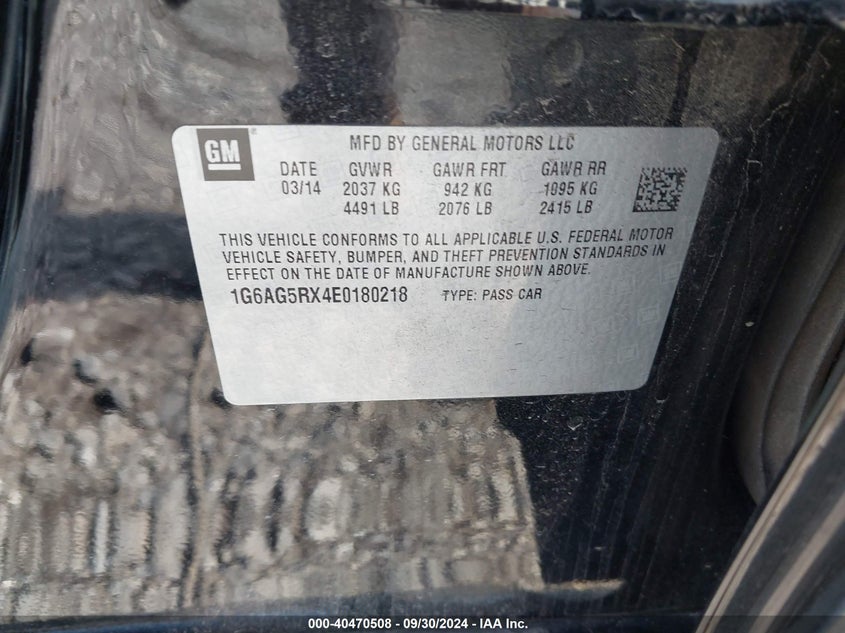 GM
®
MFD BY GENERAL MOTORS LLC
DATE GVWR GAWR FRT GAWR RR
03/14 2037 KG 942 KG 1095 KG
4491 LB 2076 LB 2415 LB
THIS VEHICLE CONFORMS TO ALL APPLICABLE U.S. FEDERAL MOTOR
VEHICLE SAFETY, BUMPER, AND THEFT PREVENTION STANDARDS IN
EFFECT ON THE DATE OF MANUFACTURE SHOWN ABOVE.
1G6AG5RX4E0180218 TYPE: PASS CAR
000-40470508 - 09/30/2024 - IAA Inc.